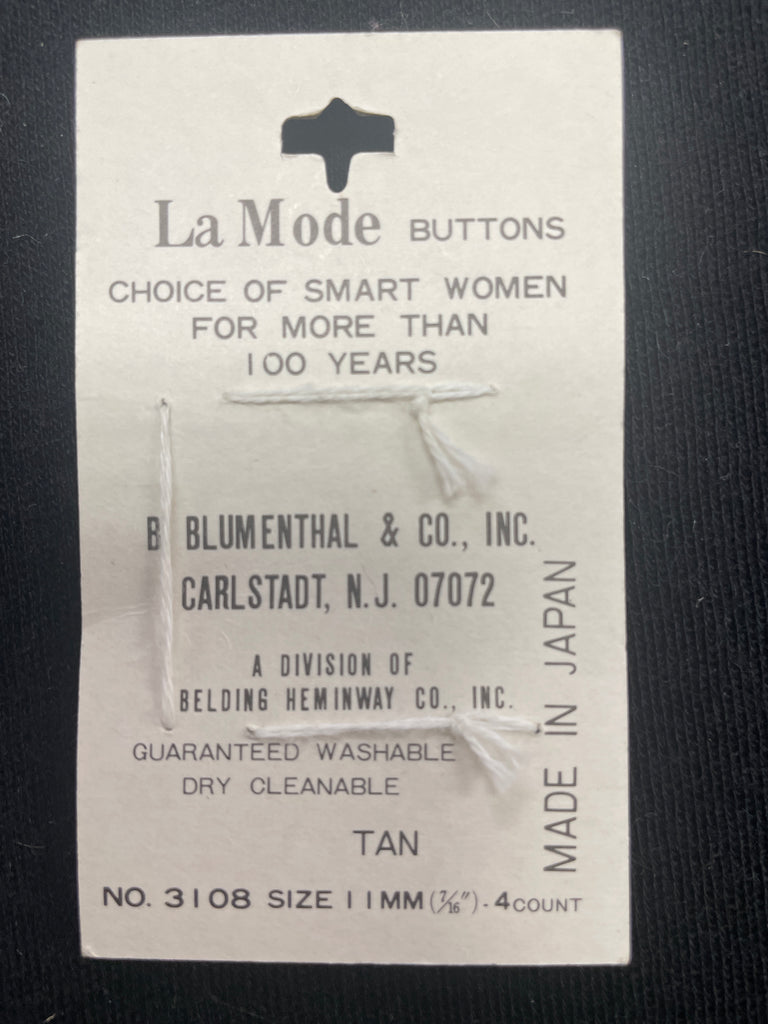 La Mode BUTTONS
CHOICE OF SMART WOMEN
FOR MORE THAN
100 YEARS
B BLUMENTHAL & CO., INC.
CARLSTADT, N.J. 07072
A DIVISION OF
BELDING HEMINWAY CO., INC.
GUARANTEED WASHABLE
DRY CLEANABLE
TAN
NO. 3108 SIZE 11MM (7/16") - 4 COUNT
MADE IN JAPAN